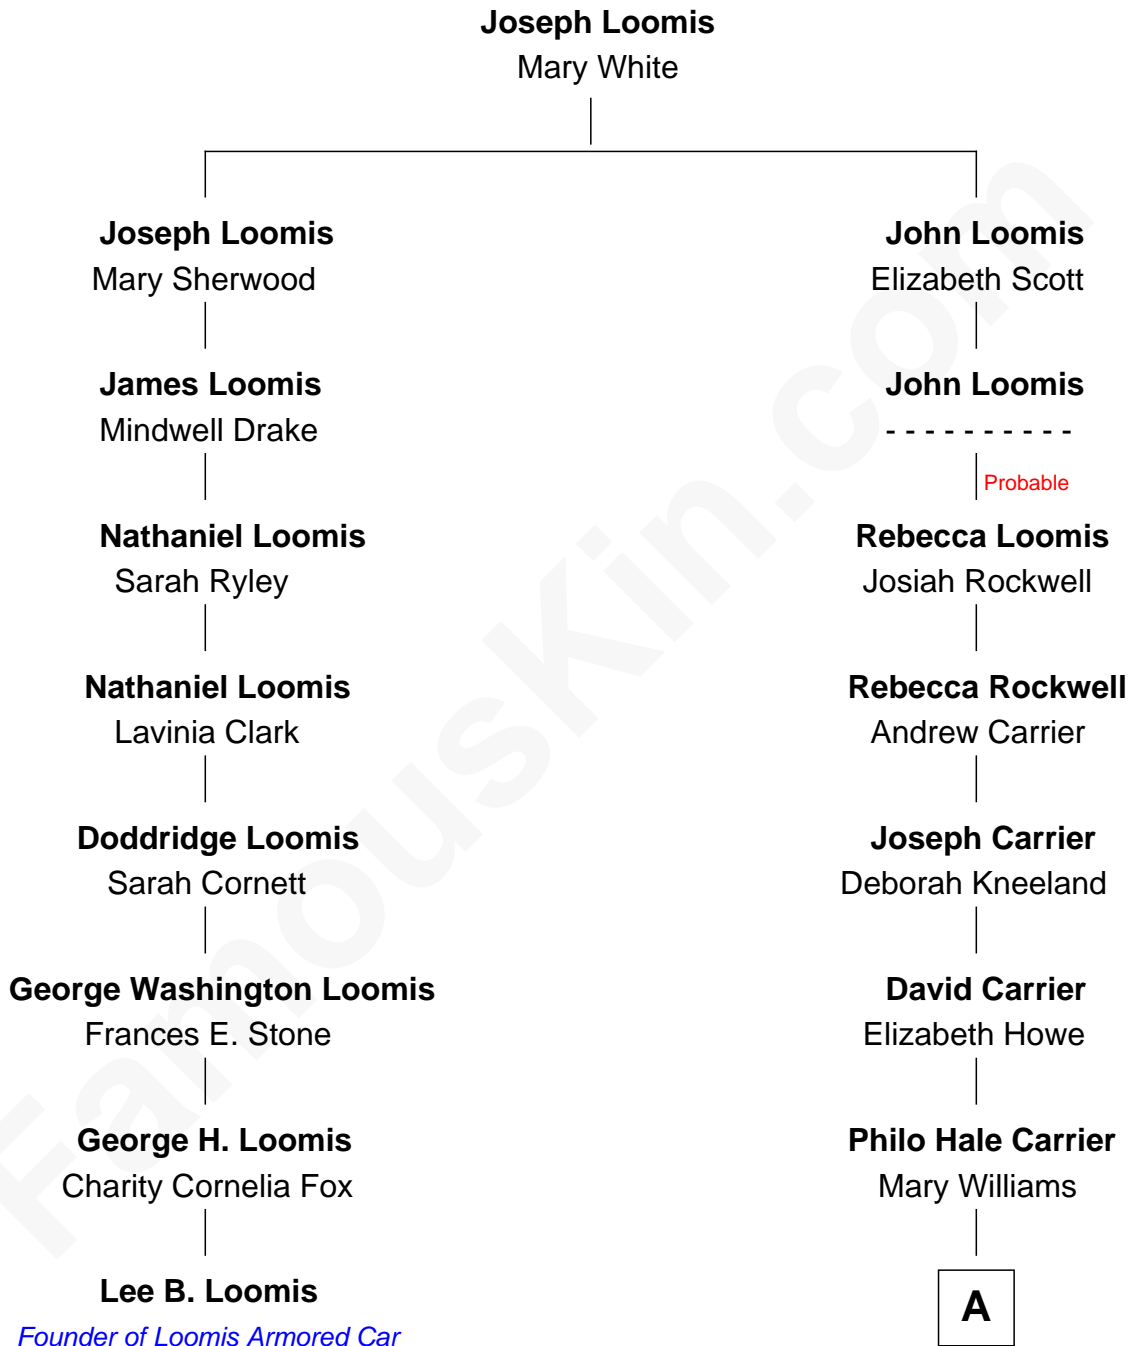 Joseph Loomis
Mary White
Joseph Loomis
Mary Sherwood
John Loomis
Elizabeth Scott
James Loomis
Mindwell Drake
John Loomis
- - - - - - - - - -
Probable
Nathaniel Loomis
Sarah Ryley
Rebecca Loomis
Josiah Rockwell
Nathaniel Loomis
Lavinia Clark
Rebecca Rockwell
Andrew Carrier
Doddridge Loomis
Sarah Cornett
Joseph Carrier
Deborah Kneeland
George Washington Loomis
Frances E. Stone
David Carrier
Elizabeth Howe
George H. Loomis
Charity Cornelia Fox
Philo Hale Carrier
Mary Williams
Lee B. Loomis
Founder of Loomis Armored Car
A
FamousKin.com